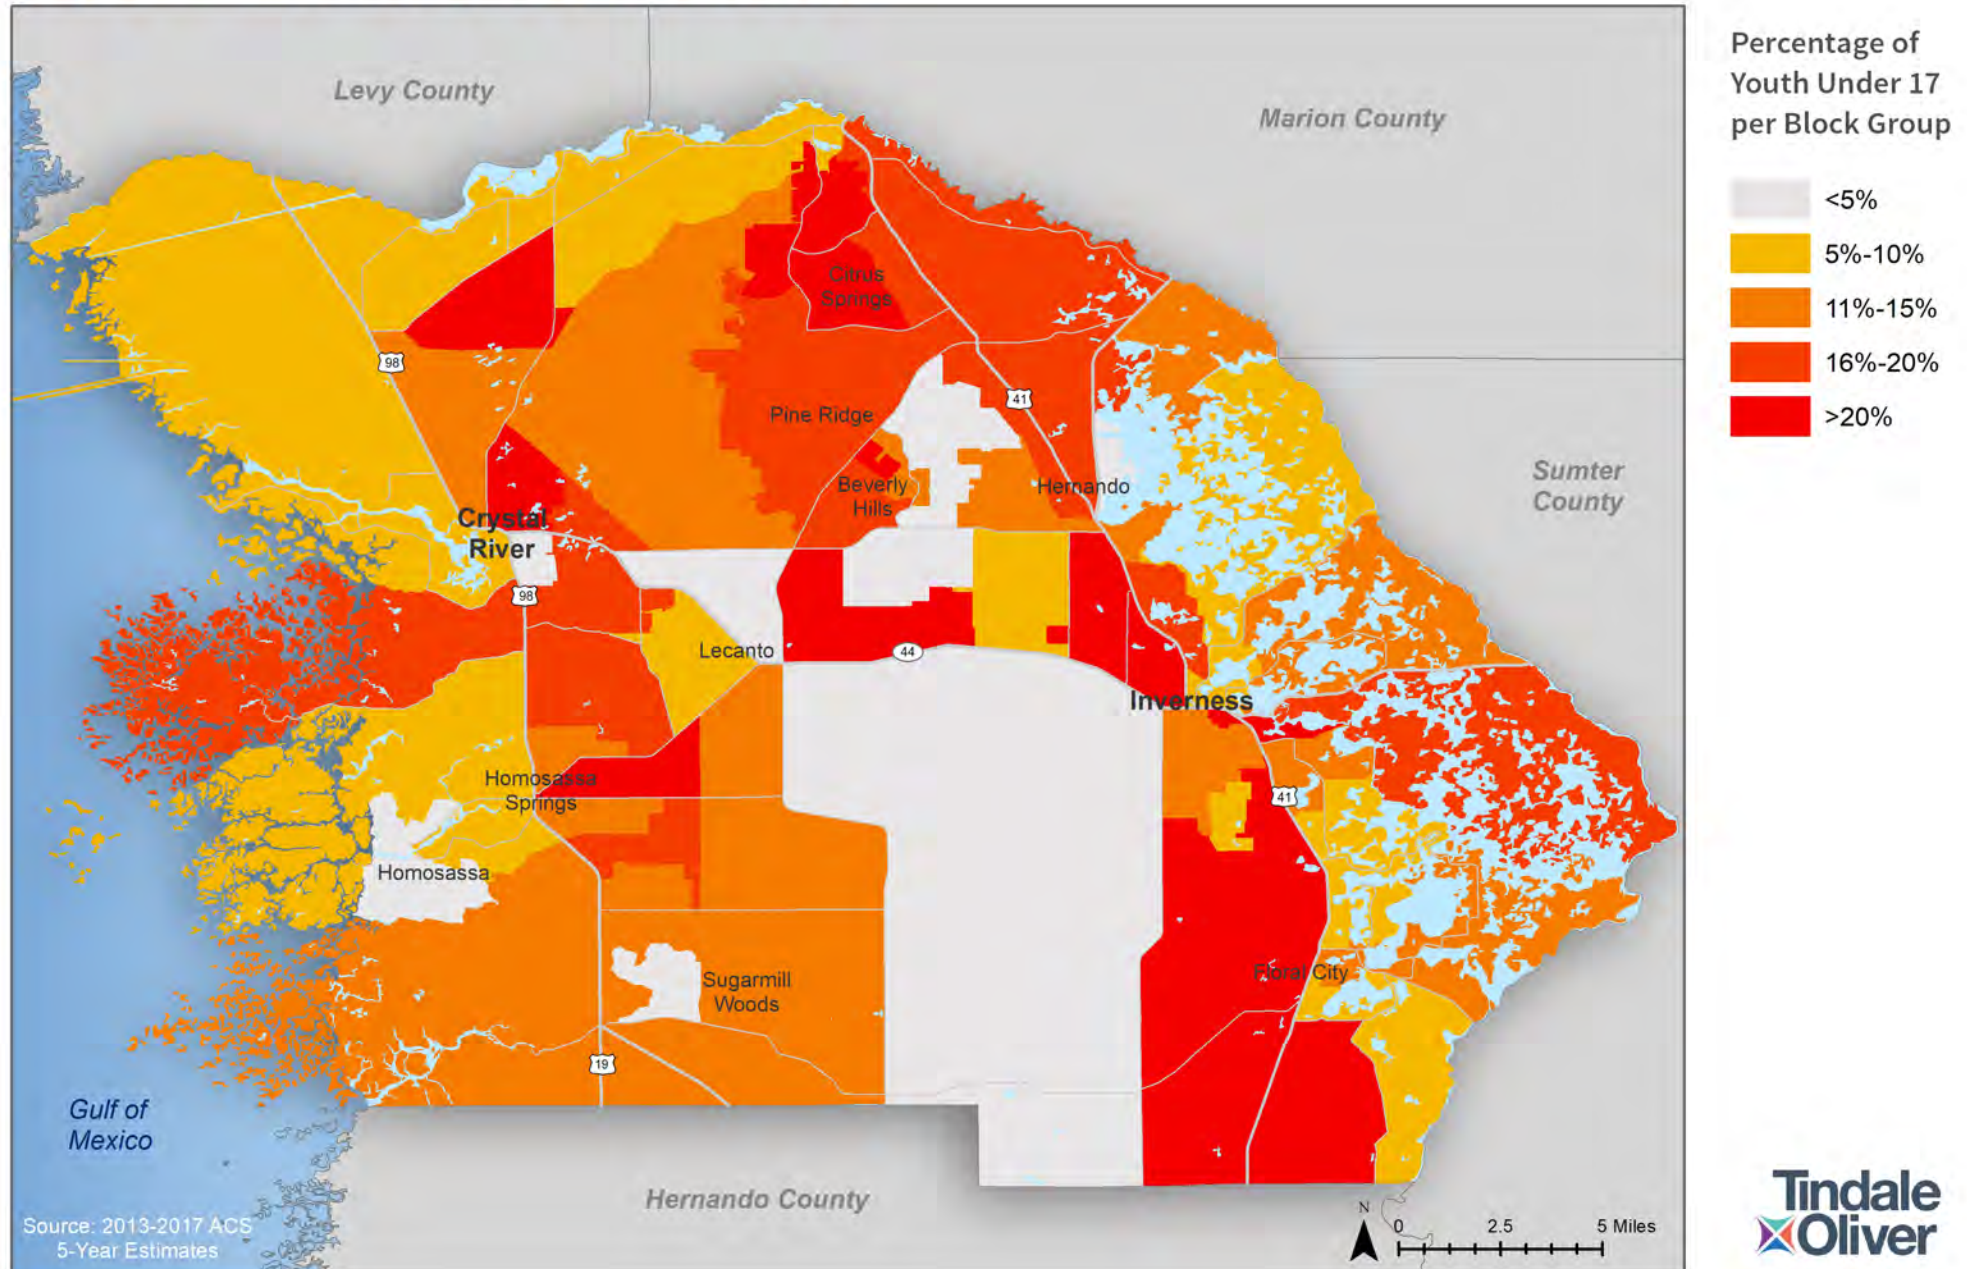 Percentage of
Youth Under 17
per Block Group
<5%
5%-10%
11%-15%
16%-20%
>20%
Levy County
Marion County
Citrus
Springs
98
41
Pine Ridge
Beverly
Hills
Hernando
Sumter
County
Crystal
River
98
Lecanto
44
Inverness
Homosassa
Springs
41
Homosassa
Floral City
Sugarmill
Woods
19
Gulf of
Mexico
Hernando County
Source: 2013-2017 ACS
5-Year Estimates
N
0 2.5 5 Miles
Tindale
Oliver